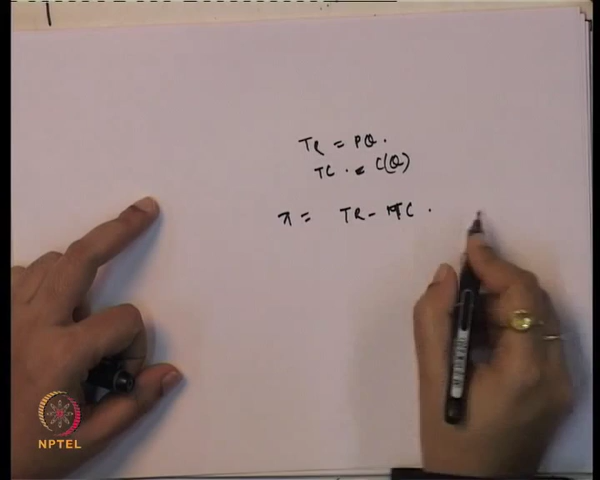 TR = PQ.
TC = C(Q)
π = TR - TC.
NPTEL